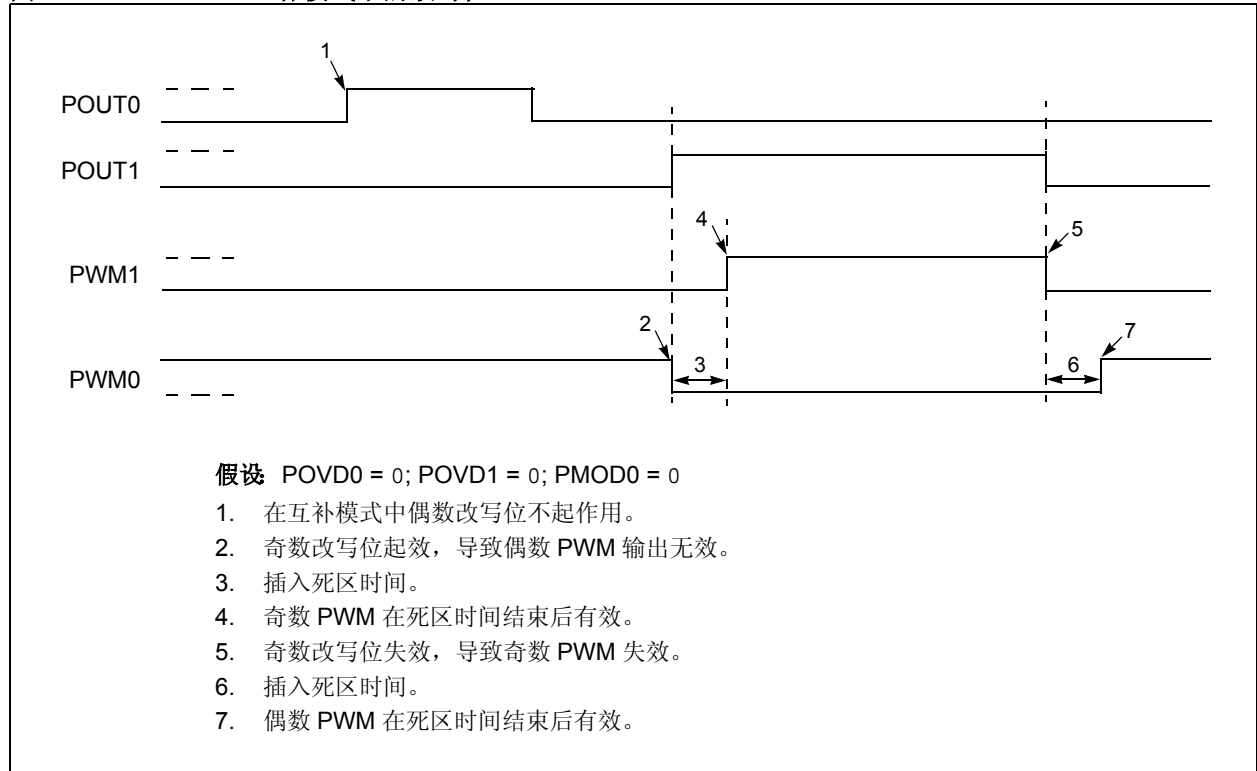 1
POUT0
POUT1
4
5
PWM1
2
7
PWM0
3
6
假设: POVD0 = 0; POVD1 = 0; PMOD0 = 0
1. 在互补模式中偶数改写位不起作用。
2. 奇数改写位起效，导致偶数 PWM 输出无效。
3. 插入死区时间。
4. 奇数 PWM 在死区时间结束后有效。
5. 奇数改写位失效，导致奇数 PWM 失效。
6. 插入死区时间。
7. 偶数 PWM 在死区时间结束后有效。